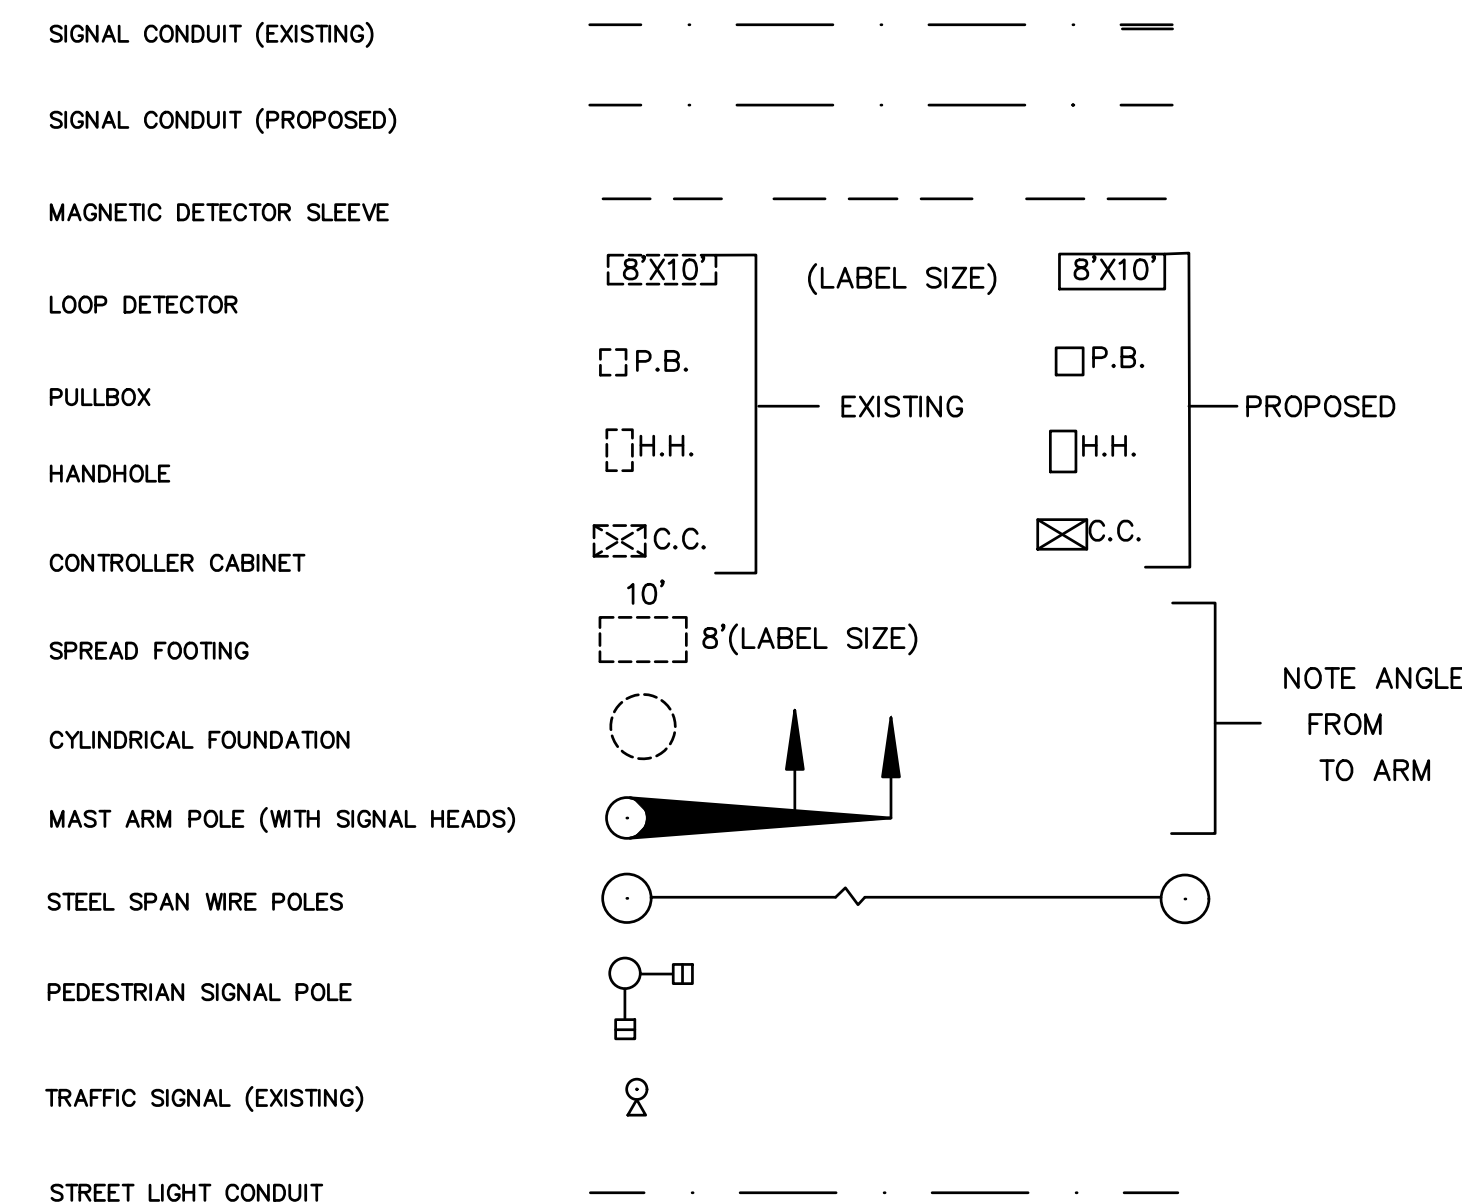 SIGNAL CONDUIT (EXISTING)
SIGNAL CONDUIT (PROPOSED)
MAGNETIC DETECTOR SLEEVE
LOOP DETECTOR
8'X10'
(LABEL SIZE)
8'X10'
PULLBOX
P.B.
P.B.
EXISTING
PROPOSED
HANDHOLE
H.H.
H.H.
CONTROLLER CABINET
C.C.
C.C.
10'
SPREAD FOOTING
8'(LABEL SIZE)
NOTE ANGLE
FROM
TO ARM
CYLINDRICAL FOUNDATION
MAST ARM POLE (WITH SIGNAL HEADS)
STEEL SPAN WIRE POLES
PEDESTRIAN SIGNAL POLE
TRAFFIC SIGNAL (EXISTING)
STREET LIGHT CONDUIT